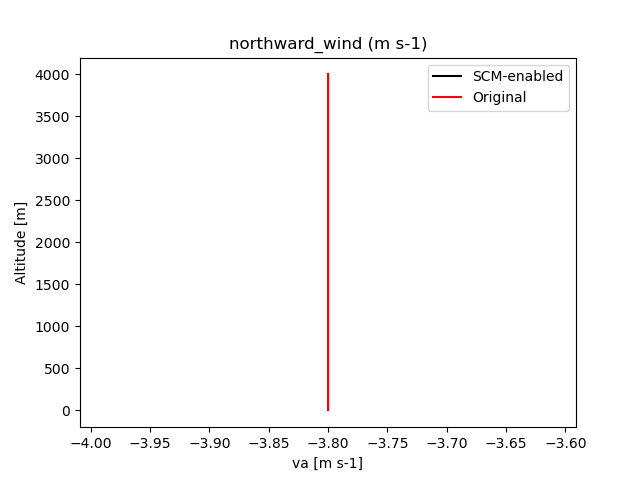 northward_wind (m s-1)
SCM-enabled
Original
4000
3500
3000
2500
2000
1500
1000
500
0
Altitude [m]
−4.00 −3.95 −3.90 −3.85 −3.80 −3.75 −3.70 −3.65 −3.60
va [m s-1]